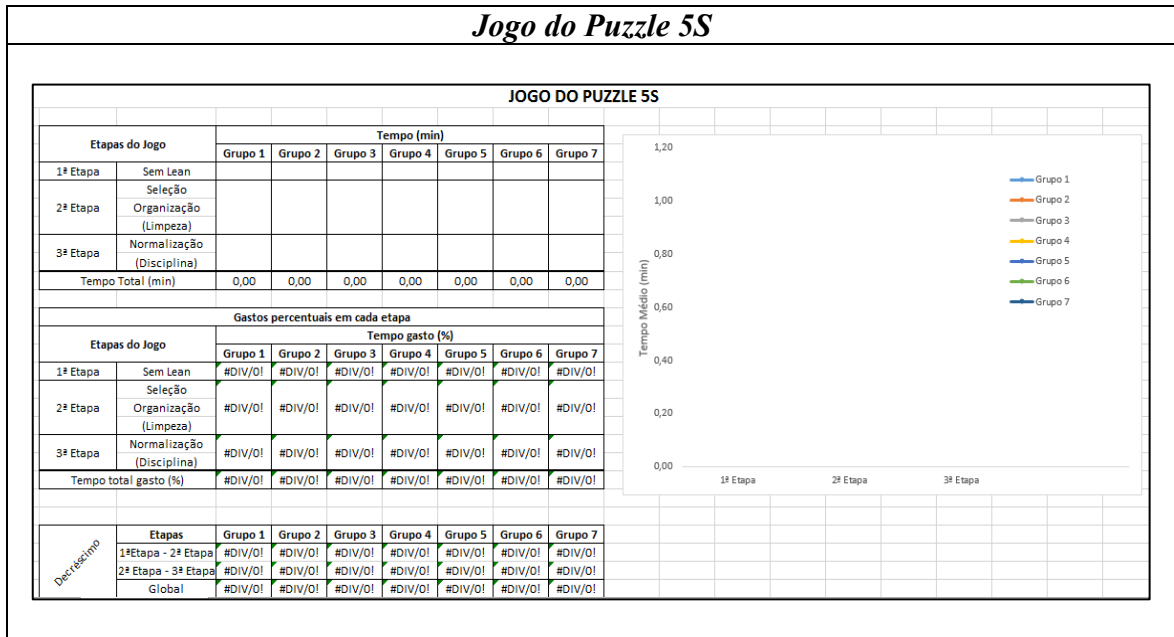 Jogo do Puzzle 5S
JOGO DO PUZZLE 5S
Etapas do Jogo
Tempo (min)
Grupo 1 Grupo 2 Grupo 3 Grupo 4 Grupo 5 Grupo 6 Grupo 7
1ª Etapa Sem Lean
2ª Etapa
Seleção
Organização
(Limpeza)
3ª Etapa
Normalização
(Disciplina)
Tempo Total (min) 0,00 0,00 0,00 0,00 0,00 0,00 0,00
Gastos percentuais em cada etapa
Etapas do Jogo
Tempo gasto (%)
Grupo 1 Grupo 2 Grupo 3 Grupo 4 Grupo 5 Grupo 6 Grupo 7
1ª Etapa Sem Lean #DIV/0! #DIV/0! #DIV/0! #DIV/0! #DIV/0! #DIV/0! #DIV/0!
Seleção
2ª Etapa Organização #DIV/0! #DIV/0! #DIV/0! #DIV/0! #DIV/0! #DIV/0! #DIV/0!
(Limpeza)
3ª Etapa
Normalização
(Disciplina)
#DIV/0! #DIV/0! #DIV/0! #DIV/0! #DIV/0! #DIV/0! #DIV/0!
Tempo total gasto (%) #DIV/0! #DIV/0! #DIV/0! #DIV/0! #DIV/0! #DIV/0! #DIV/0!
Decréscimo
Etapas Grupo 1 Grupo 2 Grupo 3 Grupo 4 Grupo 5 Grupo 6 Grupo 7
1ªEtapa - 2ª Etapa #DIV/0! #DIV/0! #DIV/0! #DIV/0! #DIV/0! #DIV/0! #DIV/0!
2ª Etapa - 3ª Etapa #DIV/0! #DIV/0! #DIV/0! #DIV/0! #DIV/0! #DIV/0! #DIV/0!
Global #DIV/0! #DIV/0! #DIV/0! #DIV/0! #DIV/0! #DIV/0! #DIV/0!
Tempo Médio (min)
1,20
1,00
0,80
0,60
0,40
0,20
0,00
1ª Etapa 2ª Etapa 3ª Etapa
Grupo 1
Grupo 2
Grupo 3
Grupo 4
Grupo 5
Grupo 6
Grupo 7